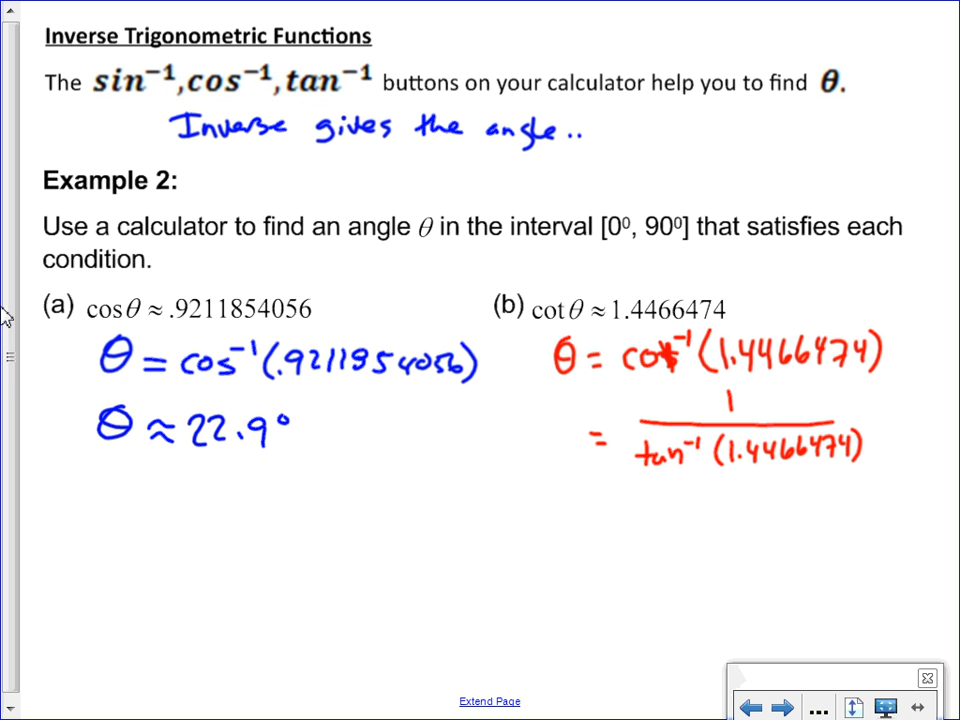 Inverse Trigonometric Functions
The sin⁻¹,cos⁻¹,tan⁻¹ buttons on your calculator help you to find θ.
Inverse gives the angle..
Example 2:
Use a calculator to find an angle θ in the interval [0⁰, 90⁰] that satisfies each
condition.
(a) cosθ ≈ .9211854056
(b) cotθ ≈ 1.4466474
θ = cos⁻¹(.9211854056)
θ ≈ 22.9°
θ = cot⁻¹(1.4466474)
1
= tan⁻¹(1.4466474)
Extend Page
...